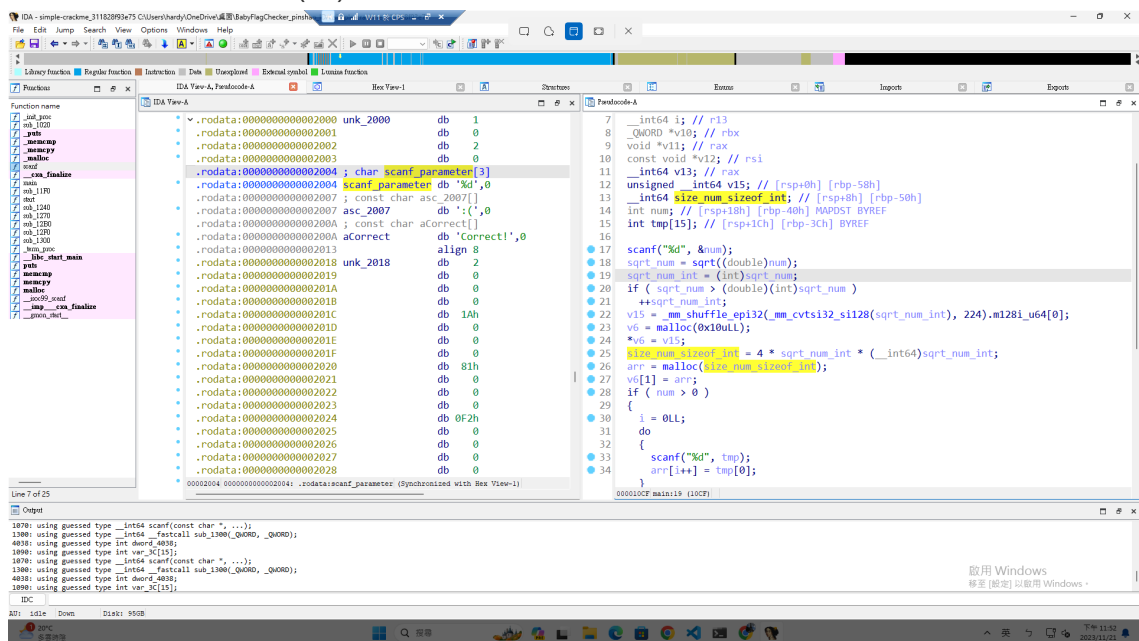 simple-crackme_311828f93e75 C:\Users\hardy\OneDrive\桌面\BabyFlagChecker_pinsha
File Edit Jump Search View Options Windows Help
Library function Regular function Instruction Data Unexplored External symbol Lumina function
Functions
IDA View-A, Pseudocode-A
Hex View-1
Structures
Enums
Imports
Exports
Function name
_init_proc
sub_1020
_puts
_memcmp
_memcpy
_malloc
scanf
__cxa_finalize
main
sub_11F0
start
sub_1240
sub_1270
sub_12B0
sub_12F0
sub_1300
_term_proc
__libc_start_main
puts
memcmp
memcpy
malloc
__isoc99_scanf
__imp___cxa_finalize
__gmon_start__
Line 7 of 25
IDA View-A
.rodata:0000000000002000 unk_2000 db 1
.rodata:0000000000002001 db 0
.rodata:0000000000002002 db 2
.rodata:0000000000002003 db 0
.rodata:0000000000002004 ; char scanf_parameter[3]
.rodata:0000000000002004 scanf_parameter db '%d',0
.rodata:0000000000002007 ; const char asc_2007[]
.rodata:0000000000002007 asc_2007 db ':(',0
.rodata:000000000000200A ; const char aCorrect[]
.rodata:000000000000200A aCorrect db 'Correct!',0
.rodata:0000000000002013 align 8
.rodata:0000000000002018 unk_2018 db 2
.rodata:0000000000002019 db 0
.rodata:000000000000201A db 0
.rodata:000000000000201B db 0
.rodata:000000000000201C db 1Ah
.rodata:000000000000201D db 0
.rodata:000000000000201E db 0
.rodata:000000000000201F db 0
.rodata:0000000000002020 db 81h
.rodata:0000000000002021 db 0
.rodata:0000000000002022 db 0
.rodata:0000000000002023 db 0
.rodata:0000000000002024 db 0F2h
.rodata:0000000000002025 db 0
.rodata:0000000000002026 db 0
.rodata:0000000000002027 db 0
.rodata:0000000000002028 db 0
00002004 0000000000002004: .rodata:scanf_parameter (Synchronized with Hex View-1)
Pseudocode-A
7 __int64 i; // r13
8 _QWORD *v10; // rbx
9 void *v11; // rax
10 const void *v12; // rsi
11 __int64 v13; // rax
12 unsigned __int64 v15; // [rsp+0h] [rbp-58h]
13 __int64 size_num_sizeof_int; // [rsp+8h] [rbp-50h]
14 int num; // [rsp+18h] [rbp-40h] MAPDST BYREF
15 int tmp[15]; // [rsp+1Ch] [rbp-3Ch] BYREF
16
17 scanf("%d", &num);
18 sqrt_num = sqrt((double)num);
19 sqrt_num_int = (int)sqrt_num;
20 if ( sqrt_num > (double)(int)sqrt_num )
21 ++sqrt_num_int;
22 v15 = _mm_shuffle_epi32(_mm_cvtsi32_si128(sqrt_num_int), 224).m128i_u64[0];
23 v6 = malloc(0x10uLL);
24 *v6 = v15;
25 size_num_sizeof_int = 4 * sqrt_num_int * (__int64)sqrt_num_int;
26 arr = malloc(size_num_sizeof_int);
27 v6[1] = arr;
28 if ( num > 0 )
29 {
30 i = 0LL;
31 do
32 {
33 scanf("%d", tmp);
34 arr[i++] = tmp[0];
}
000010CF main:19 (10CF)
Output
1070: using guessed type __int64 scanf(const char *, ...);
1300: using guessed type __int64 __fastcall sub_1300(_QWORD, _QWORD);
4038: using guessed type int dword_4038;
1090: using guessed type int var_3C[15];
1070: using guessed type __int64 scanf(const char *, ...);
1300: using guessed type __int64 __fastcall sub_1300(_QWORD, _QWORD);
4038: using guessed type int dword_4038;
1090: using guessed type int var_3C[15];
IDC
AU: idle Down Disk: 95GB
啟用 Windows
移至 [設定] 以啟用 Windows。
20°C
搜尋
英
下午 11:52
2023/11/21